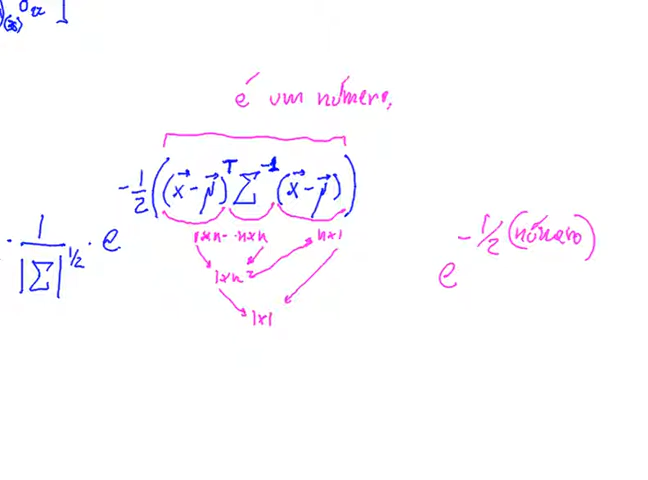 é um número,
· 1/|Σ|^{1/2} · e^{-1/2((x⃗-μ⃗)^T Σ^{-1} (x⃗-μ⃗))}
1×n n×n n×1
1×n
1×1
e^{-1/2(número)}